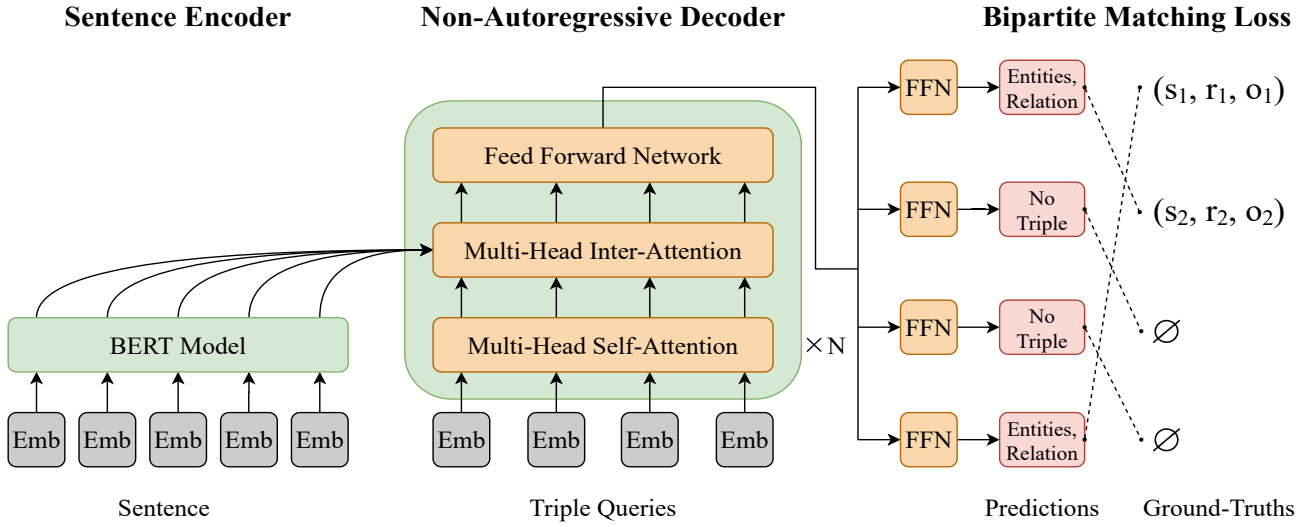 Sentence Encoder
Non-Autoregressive Decoder
Bipartite Matching Loss
Feed Forward Network
Multi-Head Inter-Attention
Multi-Head Self-Attention
×N
BERT Model
Emb
Emb
Emb
Emb
Emb
Emb
Emb
Emb
Emb
Sentence
Triple Queries
FFN
Entities,
Relation
(s₁, r₁, o₁)
FFN
No
Triple
(s₂, r₂, o₂)
FFN
No
Triple
∅
FFN
Entities,
Relation
∅
Predictions
Ground-Truths